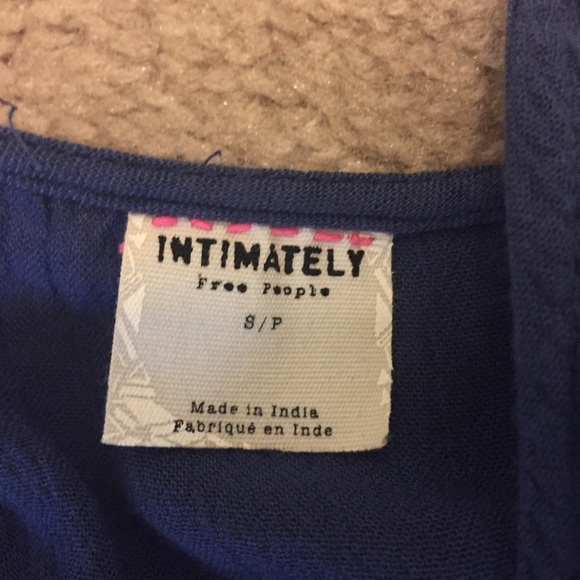 INTIMATELY
Free People
S/P
Made in India
Fabriqué en Inde